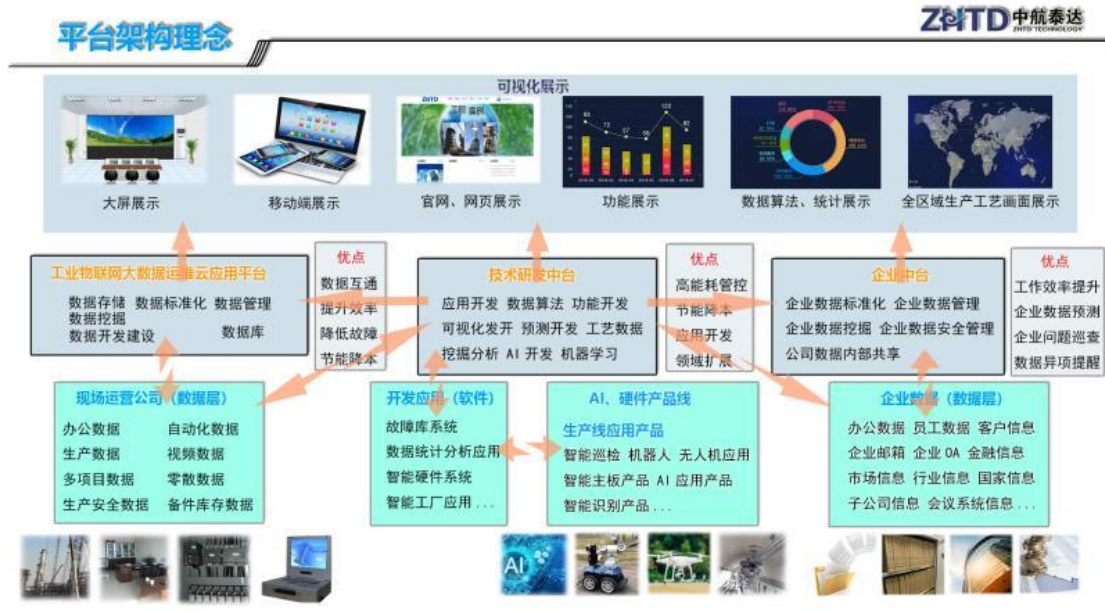 平台架构理念
ZHTD 中航泰达
ZHTD TECHNOLOGY
可视化展示
大屏展示
移动端展示
官网、网页展示
功能展示
数据算法、统计展示
全区域生产工艺画面展示
工业物联网大数据运维云应用平台
数据存储 数据标准化 数据管理
数据挖掘
数据开发建设 数据库
优点
数据互通
提升效率
降低故障
节能降本
技术研发中台
应用开发 数据算法 功能开发
可视化发开 预测开发 工艺数据
挖掘分析 AI 开发 机器学习
优点
高能耗管控
节能降本
应用开发
领域扩展
企业中台
企业数据标准化 企业数据管理
企业数据挖掘 企业数据安全管理
公司数据内部共享
优点
工作效率提升
企业数据预测
企业问题巡查
数据异项提醒
现场运营公司（数据层）
办公数据 自动化数据
生产数据 视频数据
多项目数据 零散数据
生产安全数据 备件库存数据
开发应用（软件）
故障库系统
数据统计分析应用
智能硬件系统
智能工厂应用...
AI、硬件产品线
生产线应用产品
智能巡检 机器人 无人机应用
智能主板产品 AI 应用产品
智能识别产品...
企业数据（数据层）
办公数据 员工数据 客户信息
企业邮箱 企业 OA 金融信息
市场信息 行业信息 国家信息
子公司信息 会议系统信息...
AI